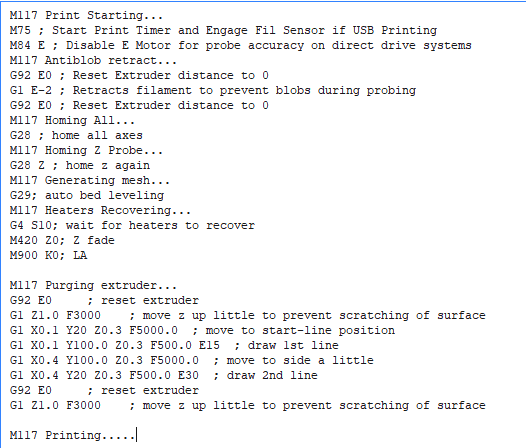 M117 Print Starting...
M75 ; Start Print Timer and Engage Fil Sensor if USB Printing
M84 E ; Disable E Motor for probe accuracy on direct drive systems
M117 Antiblob retract...
G92 E0 ; Reset Extruder distance to 0
G1 E-2 ; Retracts filament to prevent blobs during probing
G92 E0 ; Reset Extruder distance to 0
M117 Homing All...
G28 ; home all axes
M117 Homing Z Probe...
G28 Z ; home z again
M117 Generating mesh...
G29; auto bed leveling
M117 Heaters Recovering...
G4 S10; wait for heaters to recover
M420 Z0; Z fade
M900 K0; LA

M117 Purging extruder...
G92 E0     ; reset extruder
G1 Z1.0 F3000    ; move z up little to prevent scratching of surface
G1 X0.1 Y20 Z0.3 F5000.0  ; move to start-line position
G1 X0.1 Y100.0 Z0.3 F500.0 E15  ; draw 1st line
G1 X0.4 Y100.0 Z0.3 F5000.0  ; move to side a little
G1 X0.4 Y20 Z0.3 F500.0 E30  ; draw 2nd line
G92 E0     ; reset extruder
G1 Z1.0 F3000    ; move z up little to prevent scratching of surface

M117 Printing.....